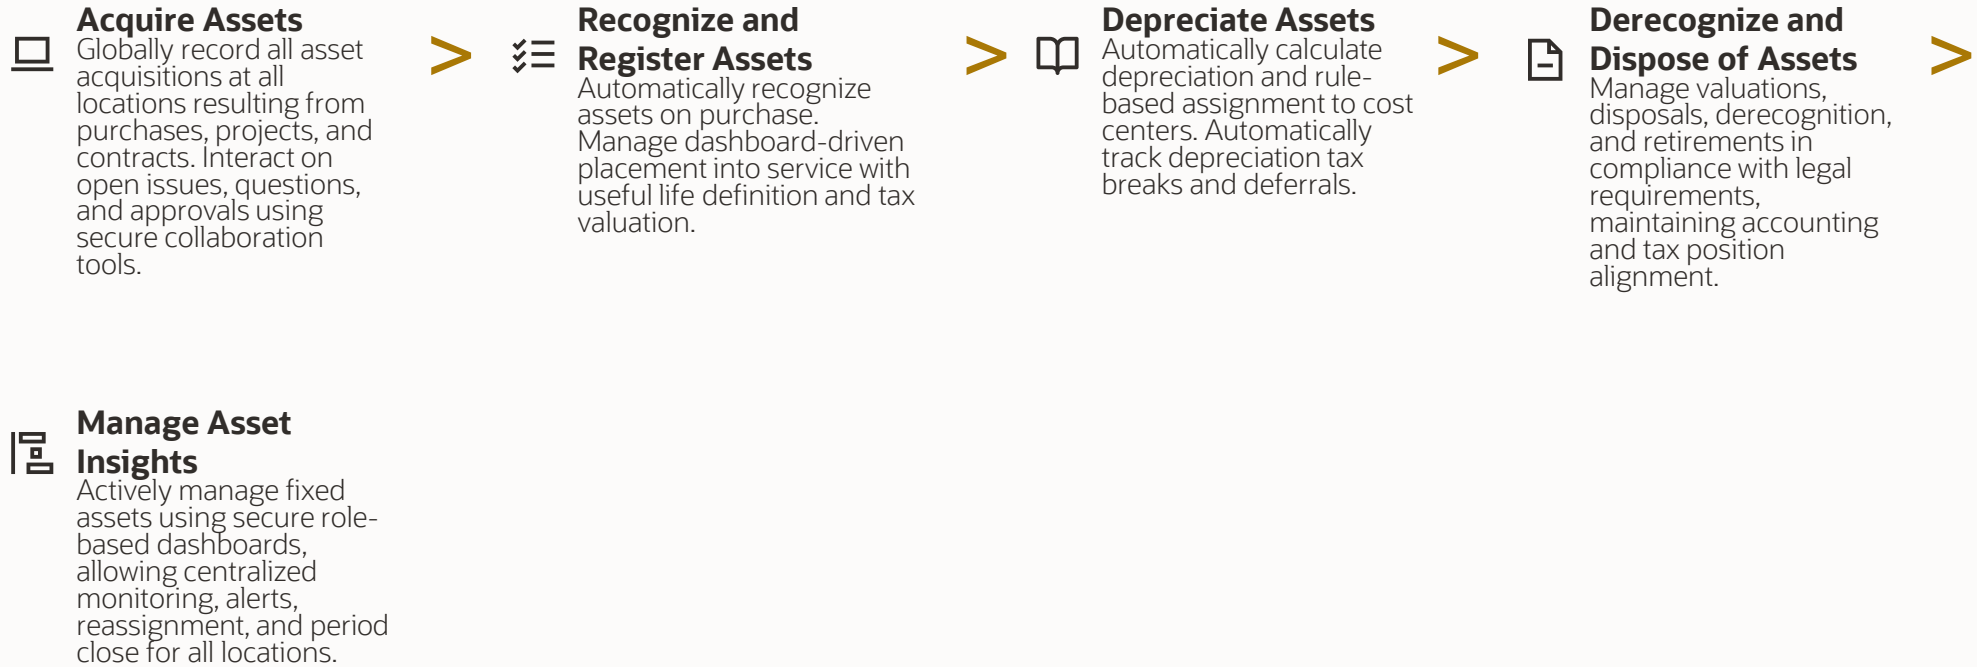 Acquire Assets
Globally record all asset
acquisitions at all
locations resulting from
purchases, projects, and
contracts. Interact on
open issues, questions,
and approvals using
secure collaboration
tools.
>
Recognize and
Register Assets
Automatically recognize
assets on purchase.
Manage dashboard-driven
placement into service with
useful life definition and tax
valuation.
>
Depreciate Assets
Automatically calculate
depreciation and rule-
based assignment to cost
centers. Automatically
track depreciation tax
breaks and deferrals.
>
Derecognize and
Dispose of Assets
Manage valuations,
disposals, derecognition,
and retirements in
compliance with legal
requirements,
maintaining accounting
and tax position
alignment.
>
Manage Asset
Insights
Actively manage fixed
assets using secure role-
based dashboards,
allowing centralized
monitoring, alerts,
reassignment, and period
close for all locations.